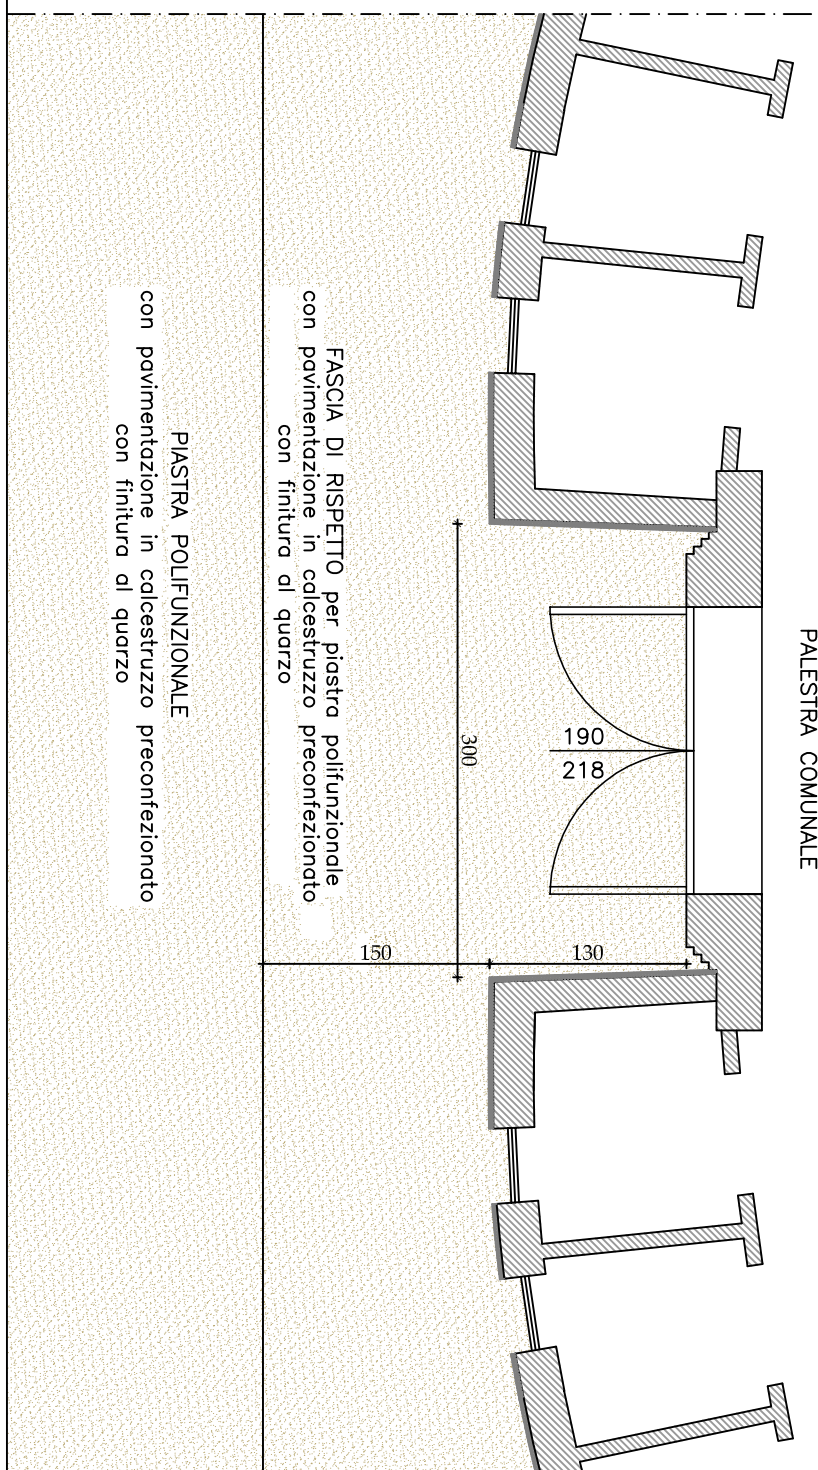 PALESTRA COMUNALE
190
218
300
150
130
FASCIA DI RISPETTO per piastra polifunzionale
con pavimentazione in calcestruzzo preconfezionato
con finitura al quarzo
PIASTRA POLIFUNZIONALE
con pavimentazione in calcestruzzo preconfezionato
con finitura al quarzo